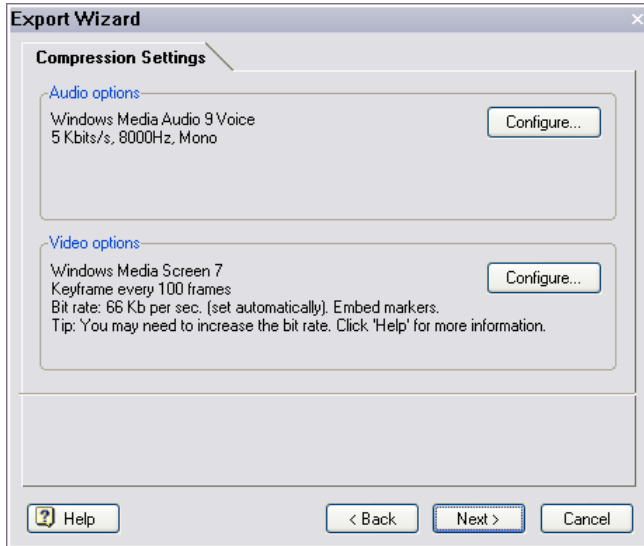 Export Wizard
Compression Settings
Audio options
Windows Media Audio 9 Voice
5 Kbits/s, 8000Hz, Mono
Configure...
Video options
Windows Media Screen 7
Keyframe every 100 frames
Bit rate: 66 Kb per sec. (set automatically). Embed markers.
Tip: You may need to increase the bit rate. Click 'Help' for more information.
Configure...
Help
< Back
Next >
Cancel